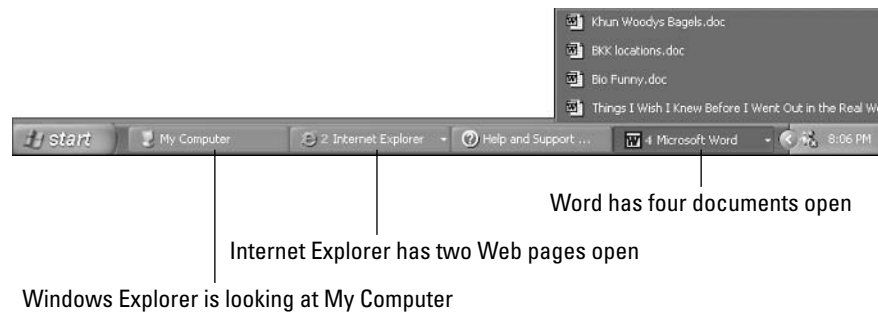 Khun Woodys Bagels.doc
BKK locations.doc
Bio Funny.doc
Things I Wish I Knew Before I Went Out in the Real
start My Computer 2 Internet Explorer Help and Support ... 4 Microsoft Word 8:06 PM
Word has four documents open
Internet Explorer has two Web pages open
Windows Explorer is looking at My Computer